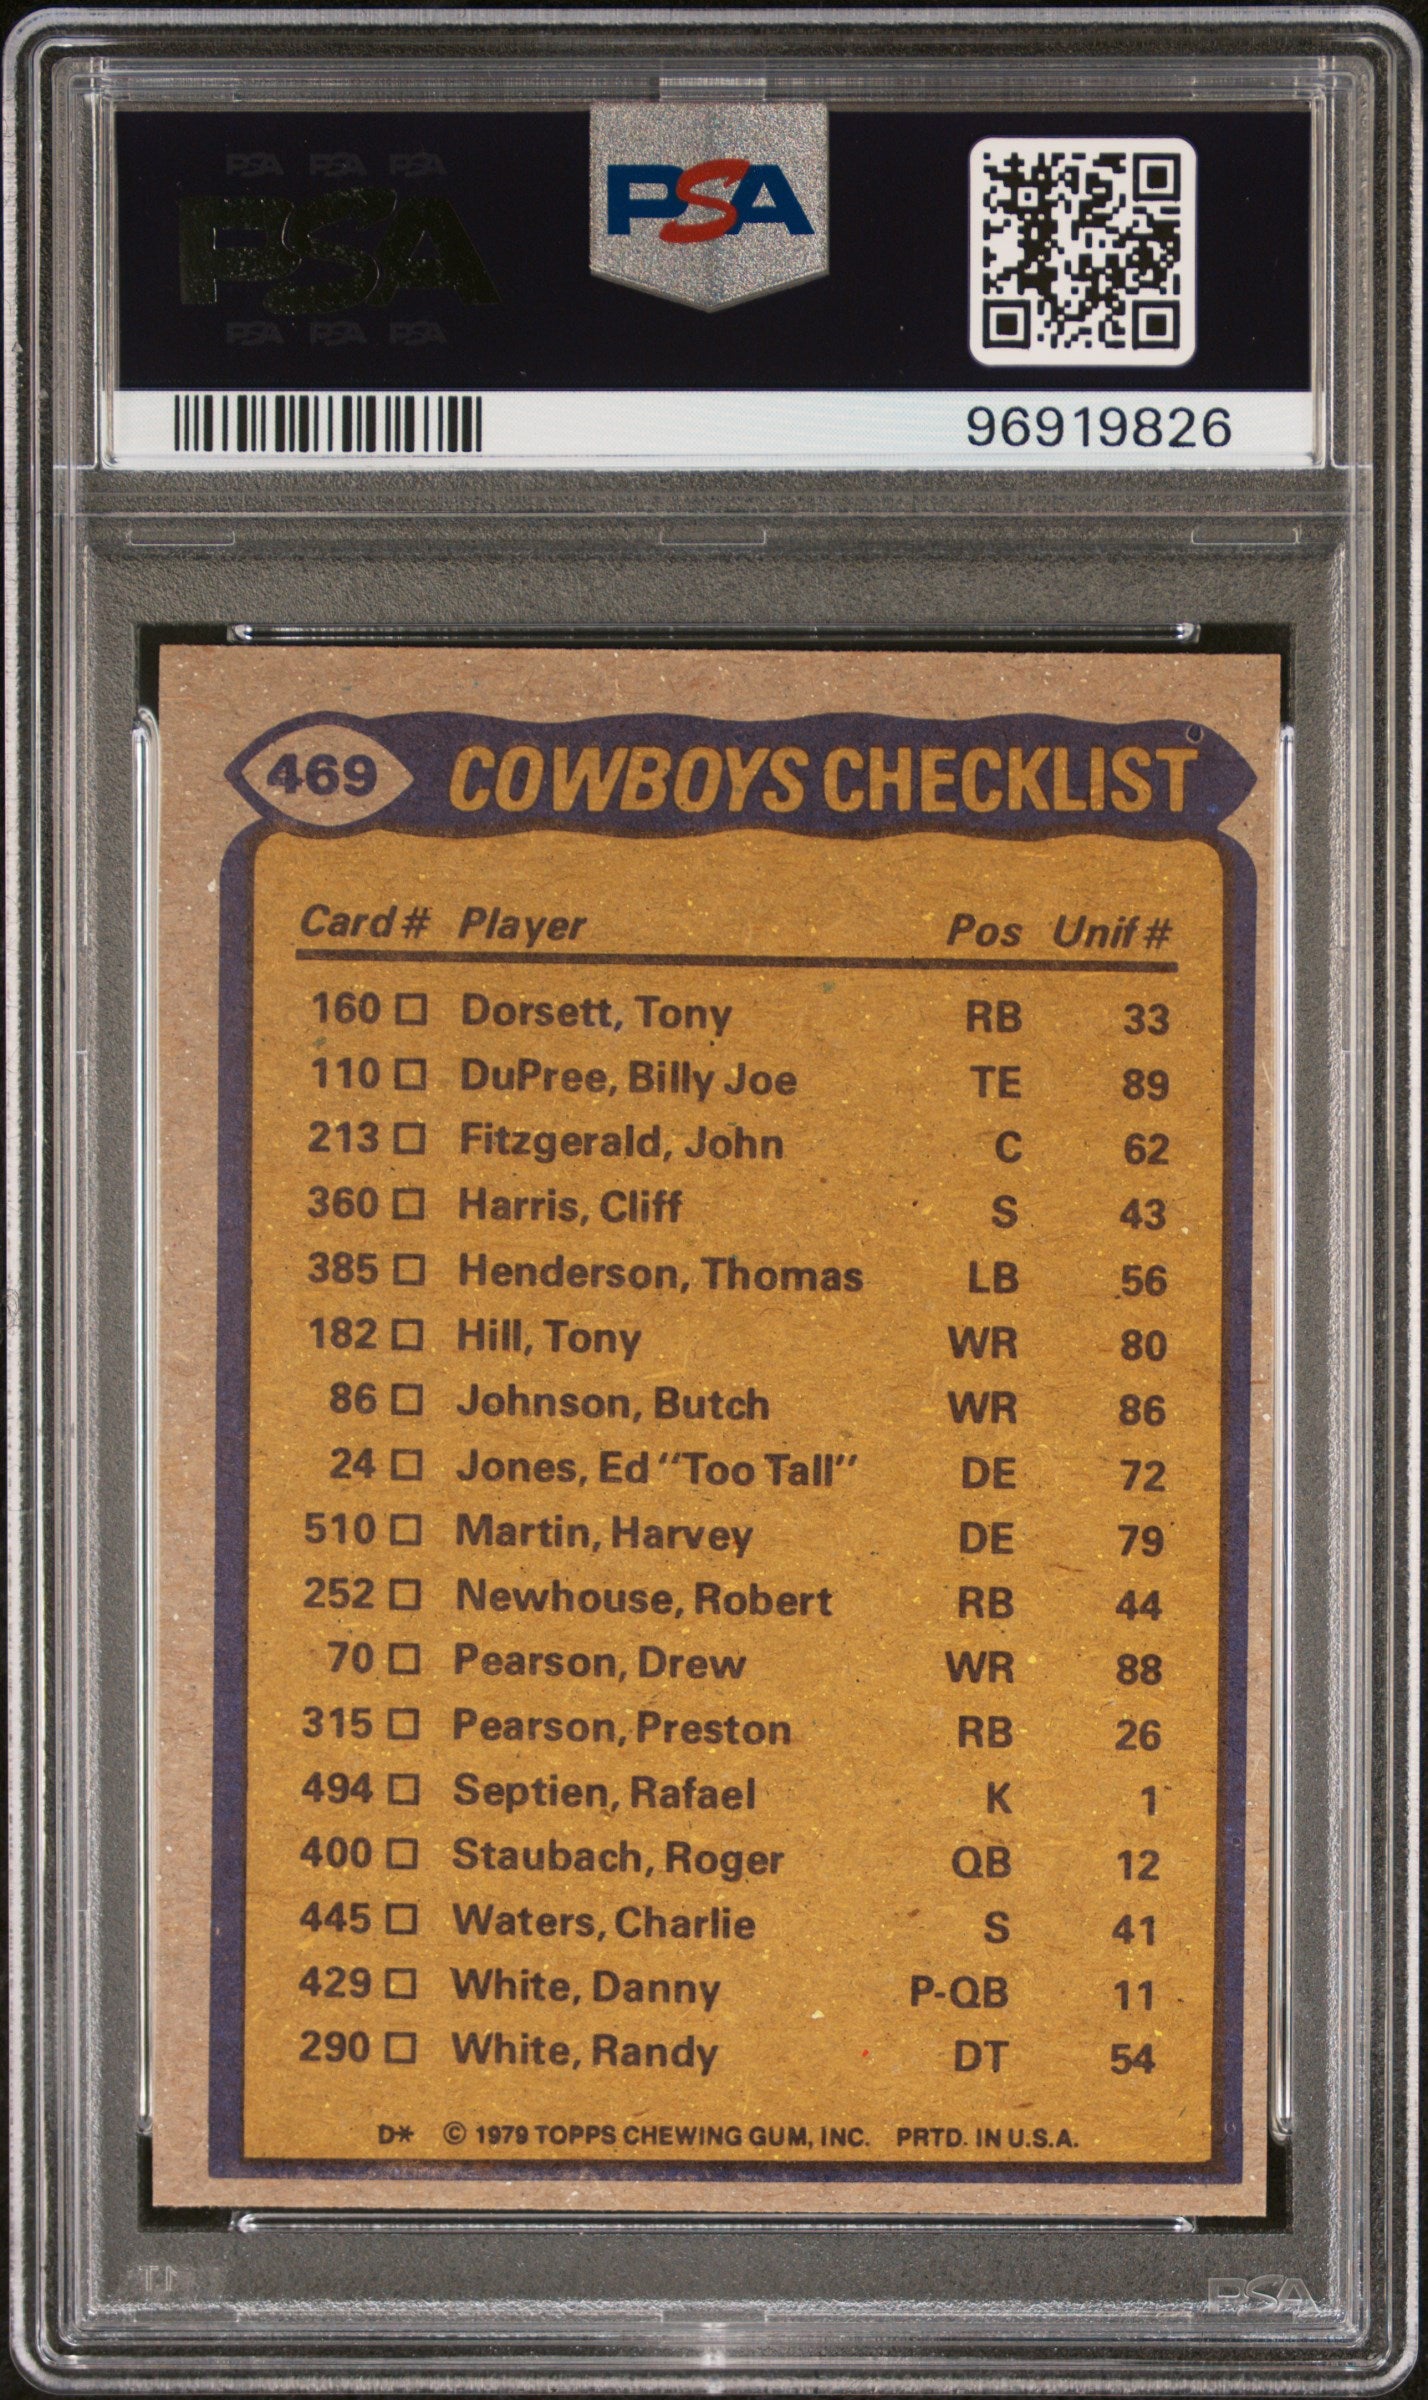 PSA PSA PSA
PSA
PSA PSA PSA
PSA
96919826
469 COWBOYS CHECKLIST
Card # Player Pos Unif #
160 □ Dorsett, Tony RB 33
110 □ DuPree, Billy Joe TE 89
213 □ Fitzgerald, John C 62
360 □ Harris, Cliff S 43
385 □ Henderson, Thomas LB 56
182 □ Hill, Tony WR 80
86 □ Johnson, Butch WR 86
24 □ Jones, Ed "Too Tall" DE 72
510 □ Martin, Harvey DE 79
252 □ Newhouse, Robert RB 44
70 □ Pearson, Drew WR 88
315 □ Pearson, Preston RB 26
494 □ Septien, Rafael K 1
400 □ Staubach, Roger QB 12
445 □ Waters, Charlie S 41
429 □ White, Danny P-QB 11
290 □ White, Randy DT 54
D* © 1979 TOPPS CHEWING GUM, INC. PRTD. IN U.S.A.
PSA